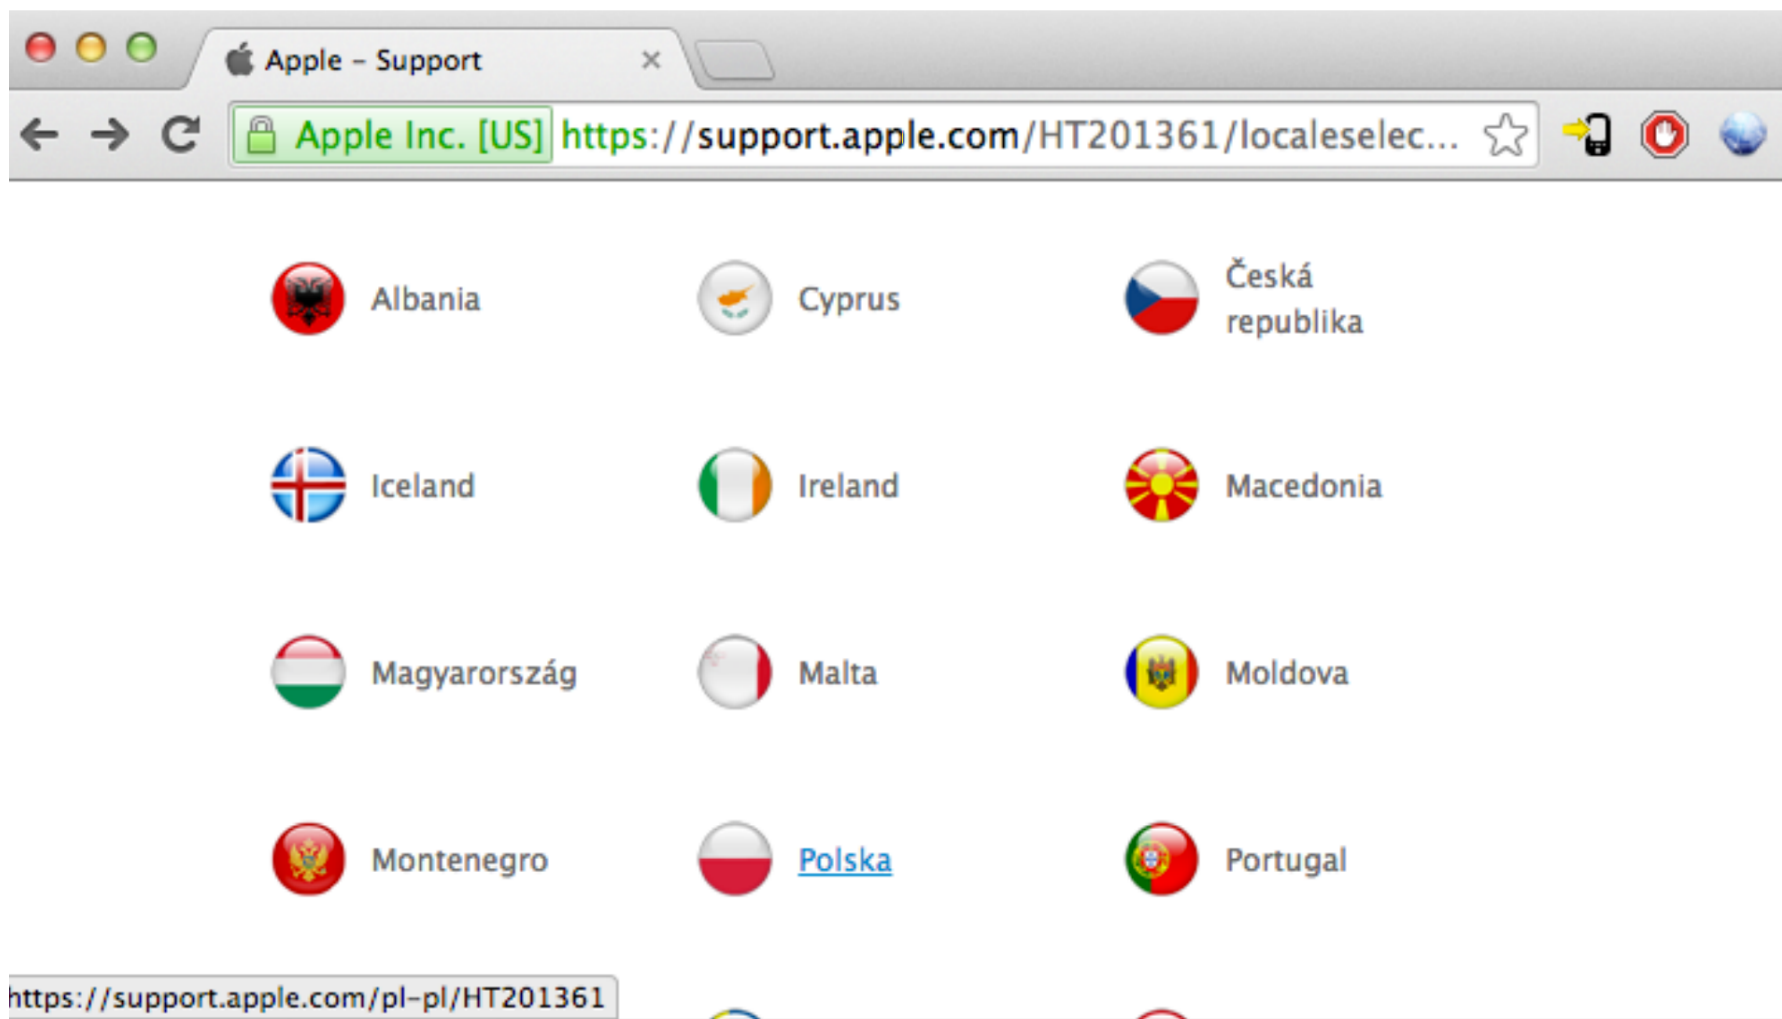 Apple – Support
Apple Inc. [US] https://support.apple.com/HT201361/localeselec...
Albania
Cyprus
Česká
republika
Iceland
Ireland
Macedonia
Magyarország
Malta
Moldova
Montenegro
Polska
Portugal
https://support.apple.com/pl-pl/HT201361